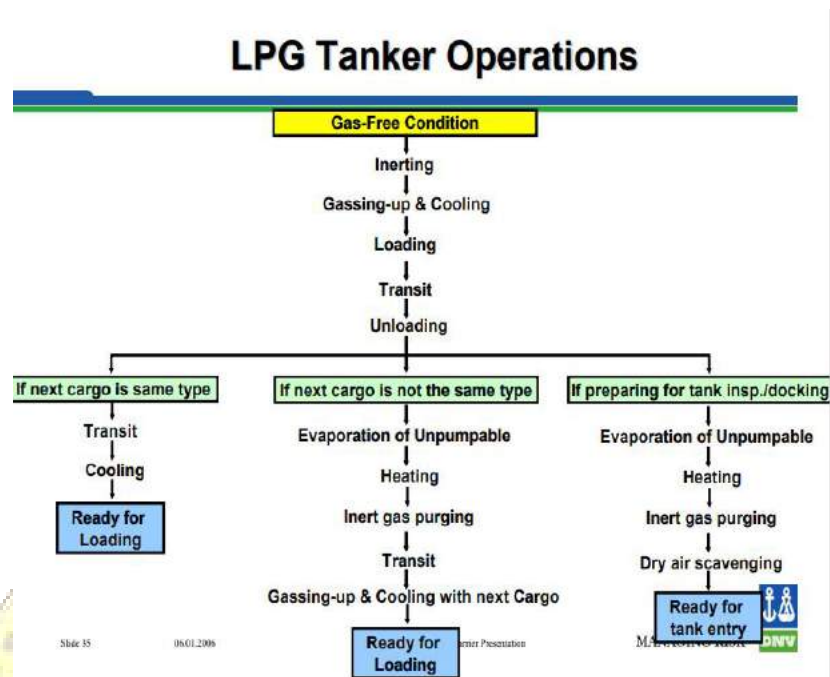 LPG Tanker Operations
Gas-Free Condition
Inerting
Gassing-up & Cooling
Loading
Transit
Unloading
If next cargo is same type
Transit
Cooling
Ready for
Loading
If next cargo is not the same type
Evaporation of Unpumpable
Heating
Inert gas purging
Transit
Gassing-up & Cooling with next Cargo
Ready for
Loading
If preparing for tank insp./docking
Evaporation of Unpumpable
Heating
Inert gas purging
Dry air scavenging
Ready for
tank entry
Slide 35
06.01.2006
Presentation
DNV